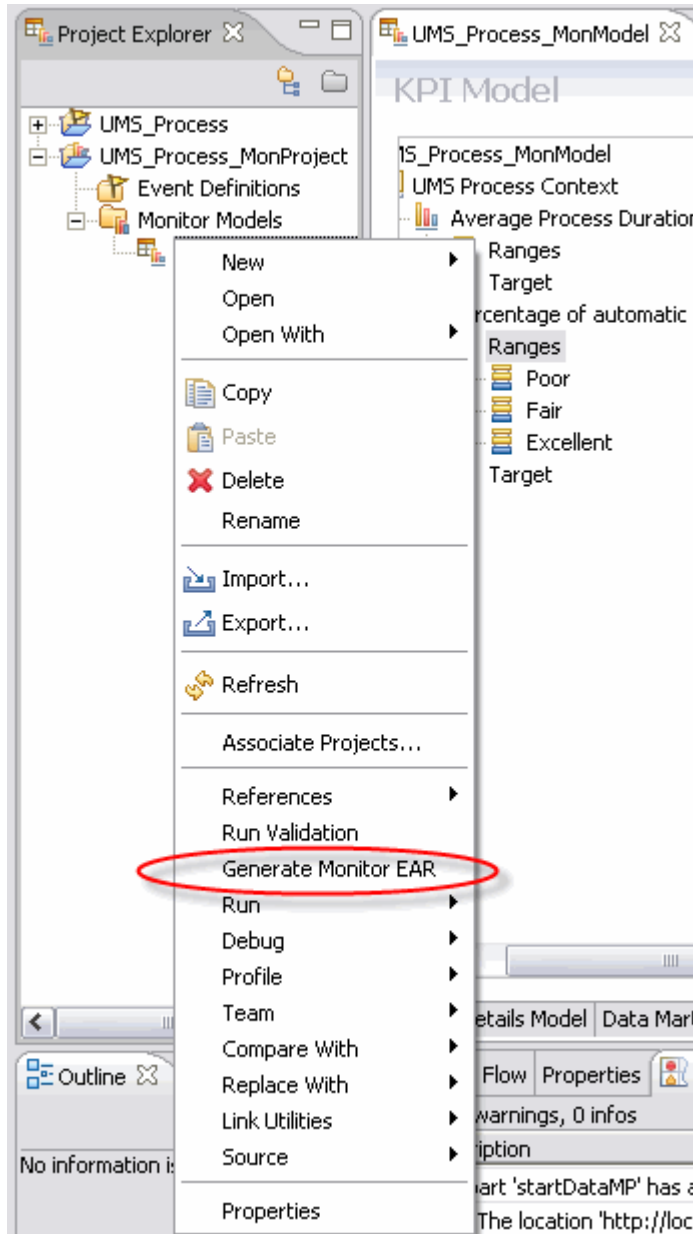 Project Explorer
UMS_Process
UMS_Process_MonProject
Event Definitions
Monitor Models
UMS_Process_MonModel
KPI Model
1S_Process_MonModel
UMS Process Context
Average Process Duration
Ranges
Target
rcentage of automatic
Ranges
Poor
Fair
Excellent
Target
New
Open
Open With
Copy
Paste
Delete
Rename
Import...
Export...
Refresh
Associate Projects...
References
Run Validation
Generate Monitor EAR
Run
Debug
Profile
Team
Compare With
Replace With
Link Utilities
Source
Properties
etails Model Data Mart
Outline
No information is
Flow Properties
warnings, 0 infos
iption
art 'startDataMP' has a
The location 'http://loc